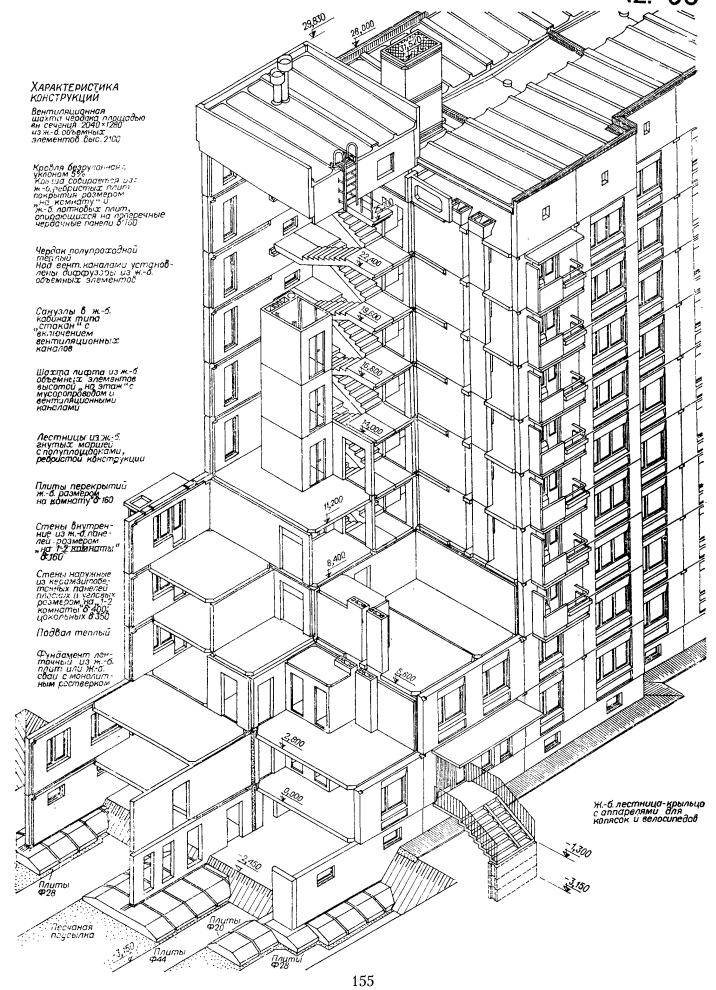 29,830
28,000
ХАРАКТЕРИСТИКА
КОНСТРУКЦИЙ
Вентиляционная
шахта чердака площадью
вн сечения 2040×1280
из ж.-б. объемных
элементов выс. 2100
Кровля безрулонная с
уклоном 5%
Крыша собирается из
ж-б. ребристых плит
покрытия размером
„на комнату" и
ж-б. лотковых плит,
опирающихся на поперечные
чердачные панели δ 160
Чердак полупроходной
теплый
Над вент. каналами установ-
лены диффузоры из ж.-б.
объемных элементов
Санузлы в ж.-б.
кабинах типа
„стакан" с
включением
вентиляционных
каналов
Шахта лифта из ж-б
объемных элементов
высотой „на этаж" с
мусоропроводом и
вентиляционными
каналами
Лестницы из ж.-б.
гнутых маршей
с полуплощадками,
ребристой конструкции
Плиты перекрытий
ж.-б. размером
на комнату δ 160
Стены внутрен-
ние из ж.-б. пане-
лей размером
„на 1-2 комнаты"
δ 160
Стены наружные
из керамзитобе-
тонных панелей
плоских и угловых
размером „на 1-2
комнаты δ 400;
цокольных δ 350
Подвал теплый
Фундамент лен-
точный из ж.-б.
плит или ж.-б.
сваи с монолит-
ным ростверком
22,400
19,600
16,800
14,000
11,200
8,400
5,600
2,800
0,000
-2,450
Ж.-б. лестница-крыльцо
с аппарелями для
колясок и велосипедов
-1,300
-3,150
Плиты
Ф28
Песчаная
подсыпка
-3,150
Плиты
Ф44
Плиты
Ф20
Плиты
Ф28
155